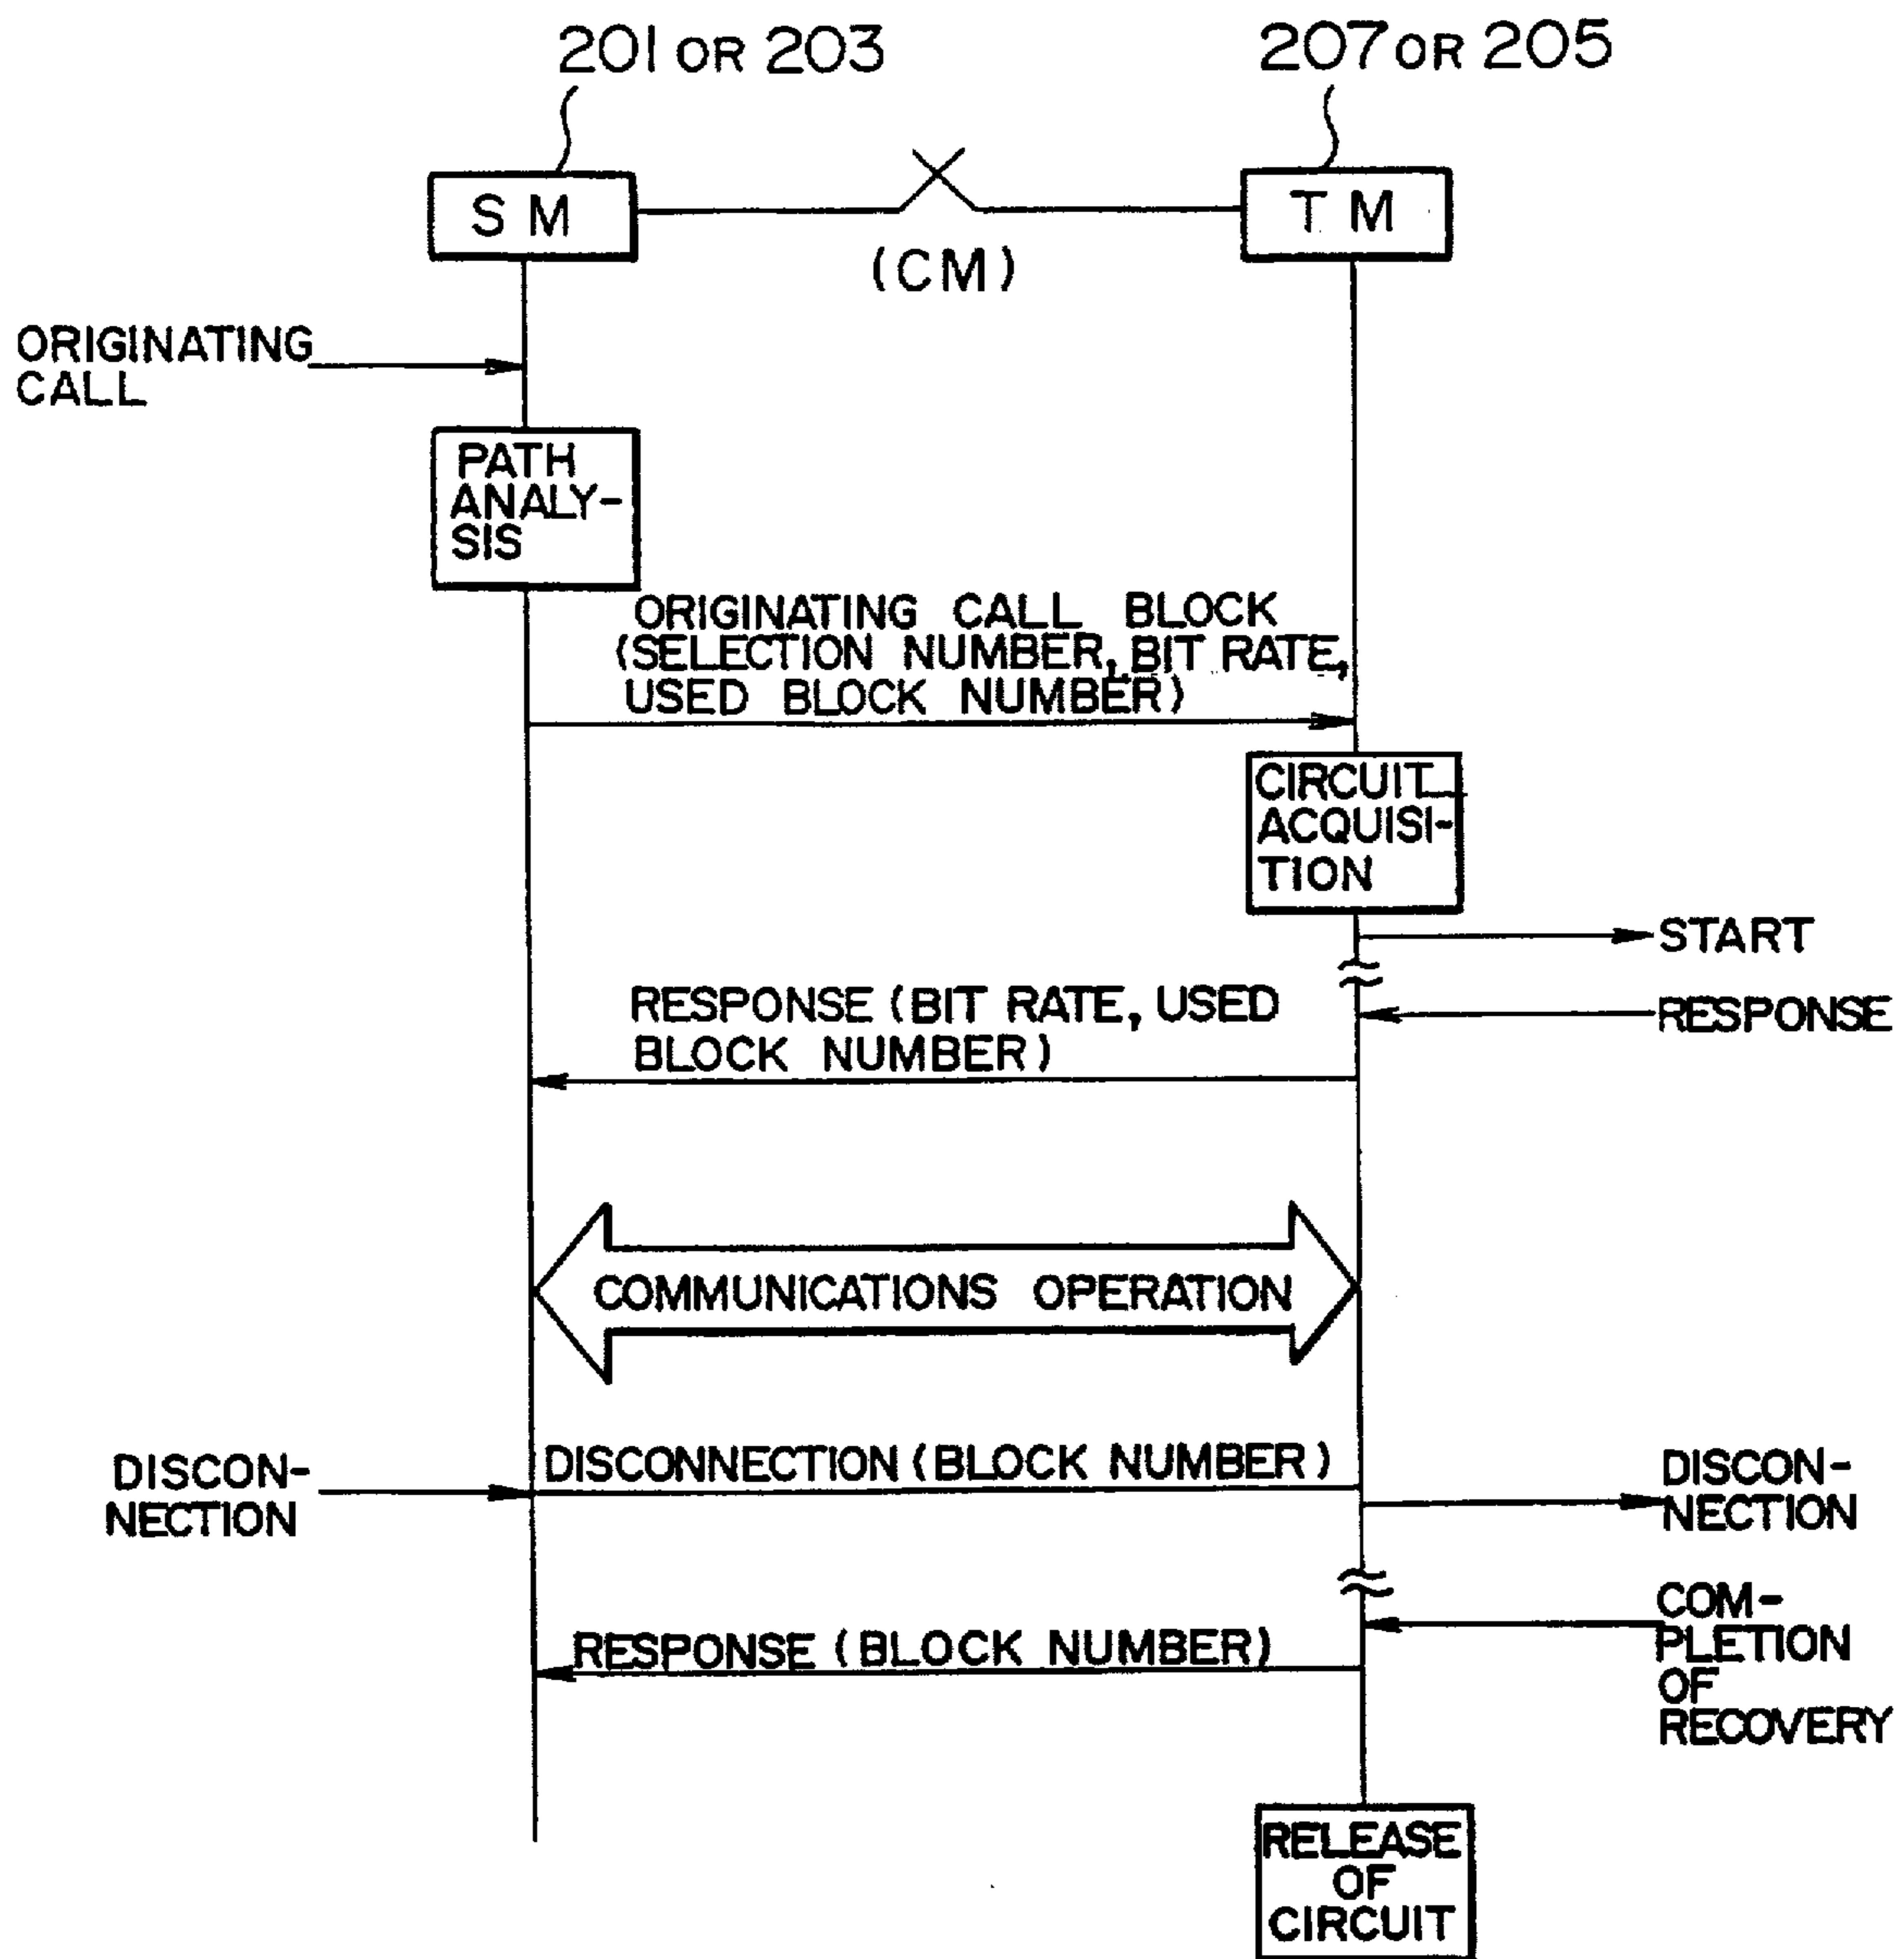 201 OR 203
207 OR 205
S M
T M
(CM)
ORIGINATING
CALL
PATH
ANALY-
SIS
ORIGINATING CALL BLOCK
(SELECTION NUMBER, BIT RATE,
USED BLOCK NUMBER)
CIRCUIT
ACQUISI-
TION
START
RESPONSE
RESPONSE (BIT RATE, USED
BLOCK NUMBER)
COMMUNICATIONS OPERATION
DISCON-
NECTION
DISCONNECTION (BLOCK NUMBER)
DISCON-
NECTION
COM-
PLETION
OF
RECOVERY
RESPONSE (BLOCK NUMBER)
RELEASE
OF
CIRCUIT